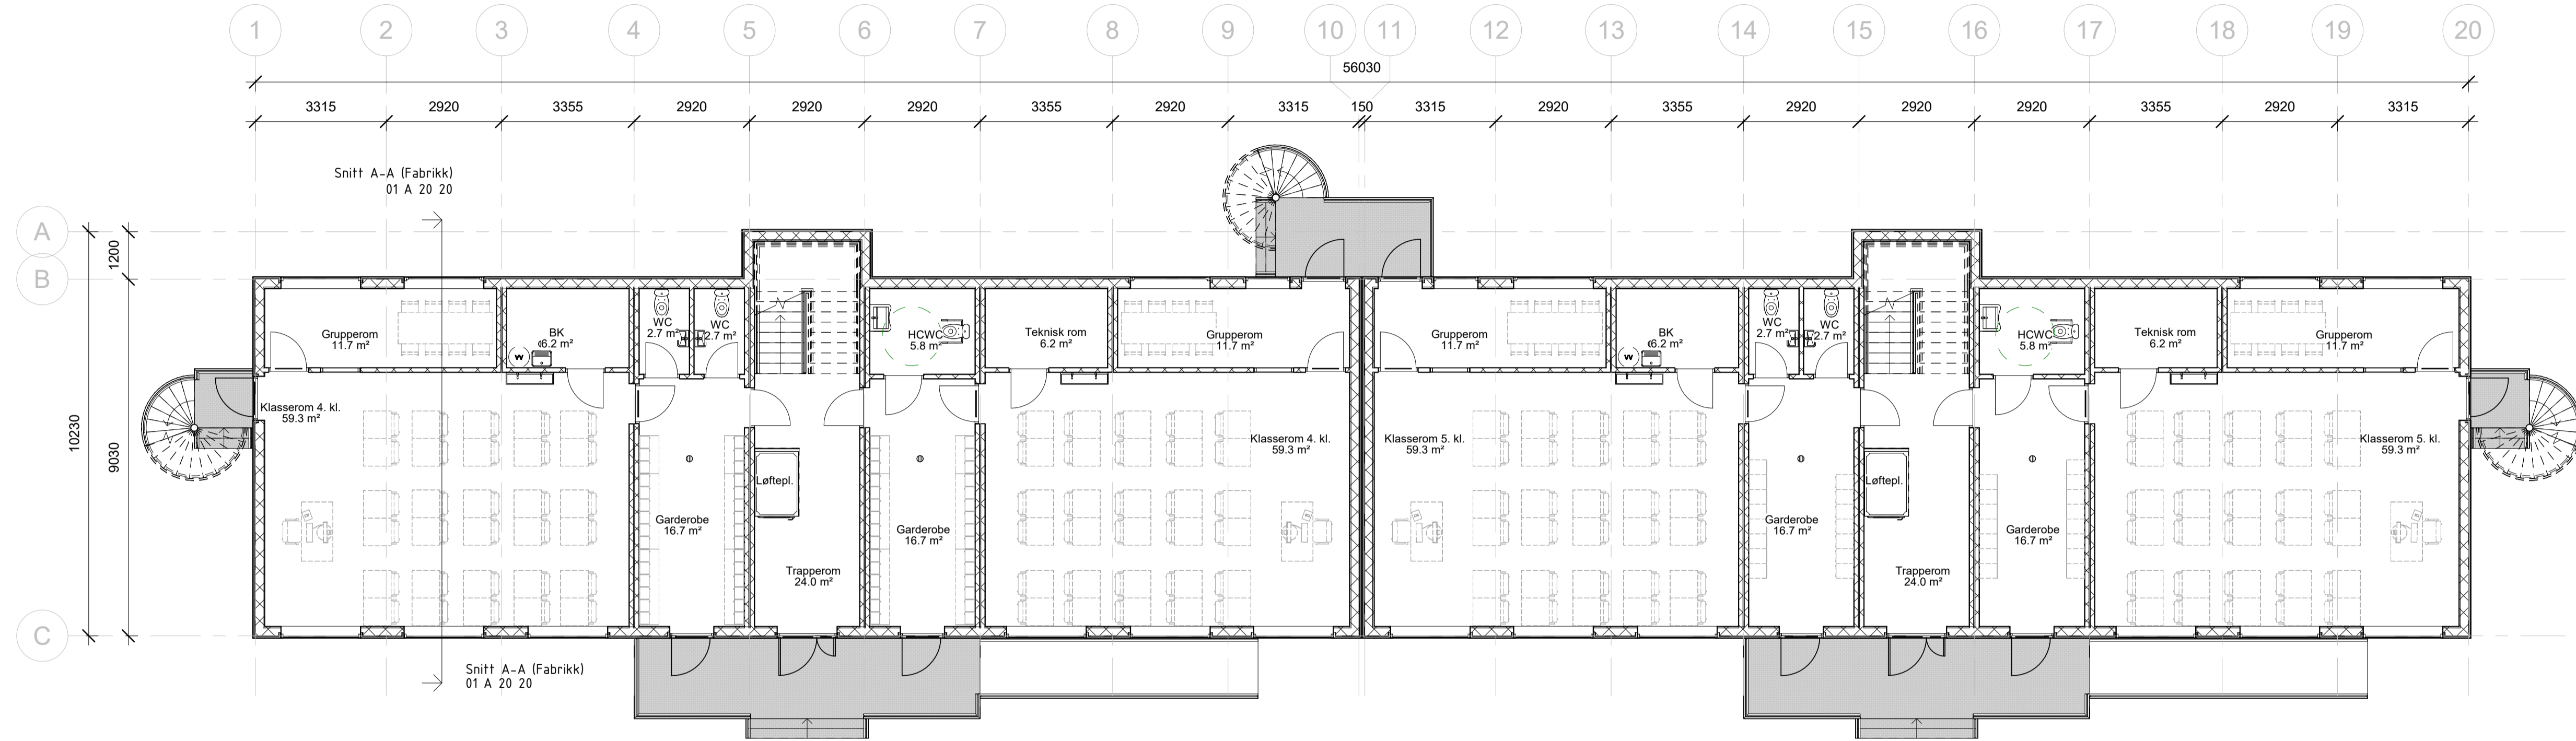 1 2 3 4 5 6 7 8 9 10 11 12 13 14 15 16 17 18 19 20
56030
3315 2920 3355 2920 2920 2920 3355 2920 3315 150 3315 2920 3355 2920 2920 2920 3355 2920 3315
Snitt A-A (Fabrikk)
01 A 20 20
A
B
C
1200
10230
9030
Grupperom
11.7 m²
BK
6.2 m²
W
WC
2.7 m²
WC
2.7 m²
HCWC
5.8 m²
Teknisk rom
6.2 m²
Grupperom
11.7 m²
Grupperom
11.7 m²
BK
6.2 m²
W
WC
2.7 m²
WC
2.7 m²
HCWC
5.8 m²
Teknisk rom
6.2 m²
Grupperom
11.7 m²
Klasserom 4. kl.
59.3 m²
Garderobe
16.7 m²
Løftepl.
Trapperom
24.0 m²
Garderobe
16.7 m²
Klasserom 4. kl.
59.3 m²
Klasserom 5. kl.
59.3 m²
Garderobe
16.7 m²
Løftepl.
Trapperom
24.0 m²
Garderobe
16.7 m²
Klasserom 5. kl.
59.3 m²
Snitt A-A (Fabrikk)
01 A 20 20